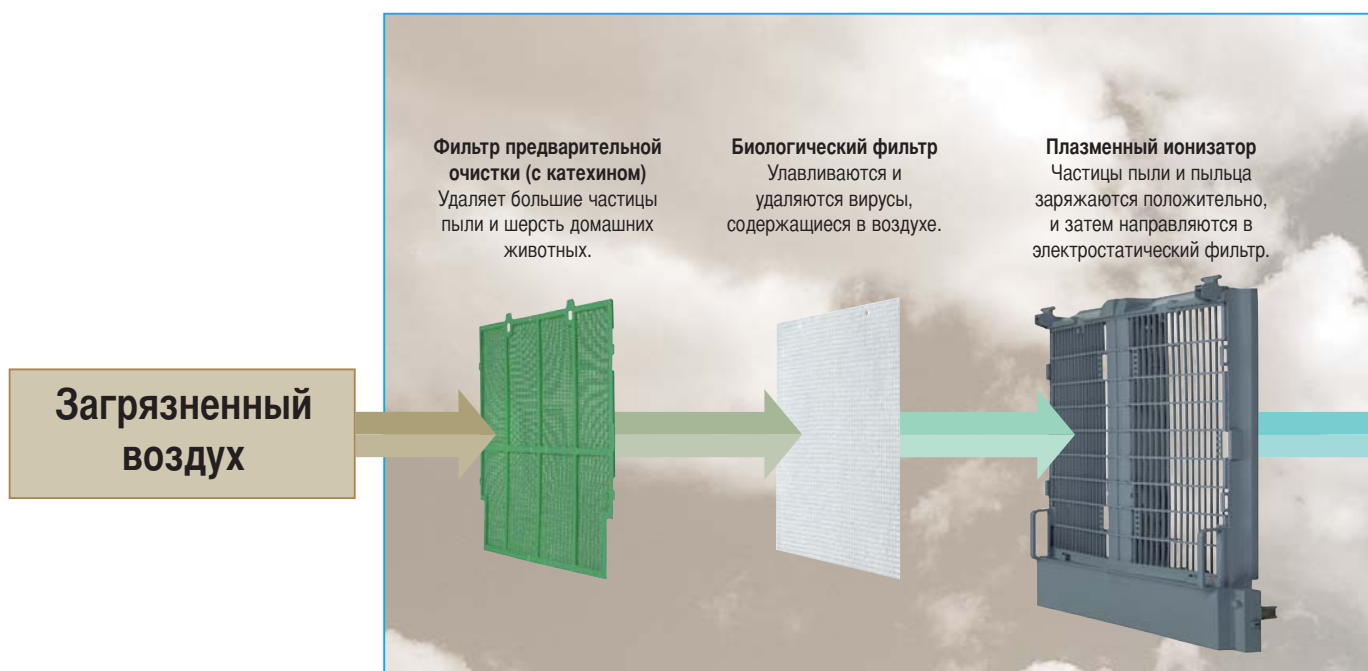 Фильтр предварительной
очистки (с катехином)
Удаляет большие частицы
пыли и шерсть домашних
животных.
Биологический фильтр
Улавливаются и
удаляются вирусы,
содержащиеся в воздухе.
Плазменный ионизатор
Частицы пыли и пыльца
заряжаются положительно,
и затем направляются в
электростатический фильтр.
Загрязненный
воздух